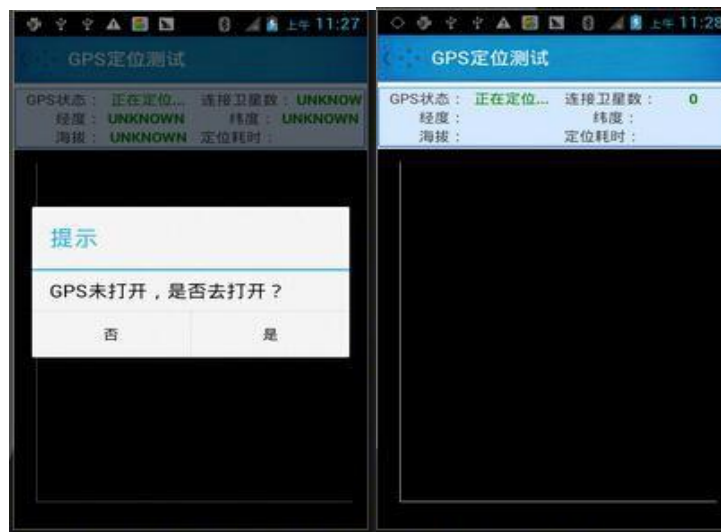 上午 11:27
GPS定位测试
GPS状态： 正在定位... 连接卫星数： UNKNOW
经度： UNKNOWN 纬度： UNKNOWN
海拔： UNKNOWN 定位耗时：
提示
GPS未打开，是否去打开？
否 是
上午 11:28
GPS定位测试
GPS状态： 正在定位... 连接卫星数： 0
经度： 纬度：
海拔： 定位耗时：